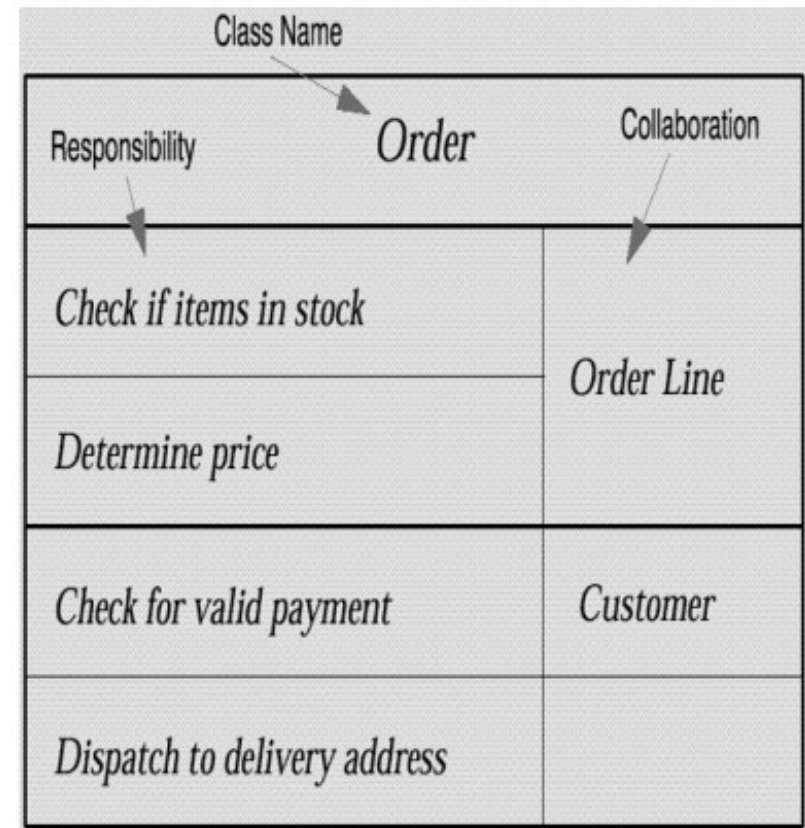 Class Name
Order
Responsibility
Collaboration
Check if items in stock
Order Line
Determine price
Check for valid payment
Customer
Dispatch to delivery address